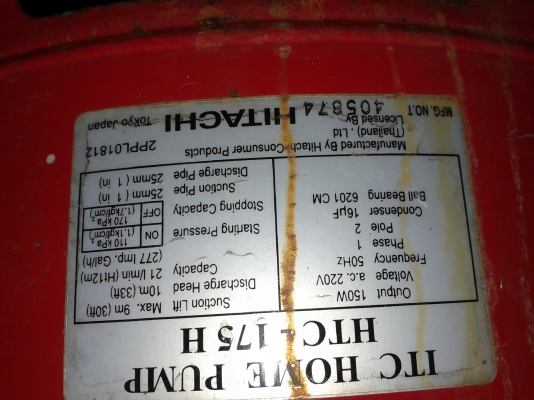 ITC HOME PUMP
HTC - 175 H
Output 150W
Voltage a.c. 220V
Frequency 50Hz
Phase 1
Pole 2
Condenser 16µF
Ball Bearing 6201 CM
Suction Lift Max. 9m (30ft)
Discharge Head 10m (33ft)
Capacity 21 l/min (Ht12m)
(277 Imp. Gal/h)
Starting Pressure ON 110 kPa (1.1kgf/cm²)
Stopping Capacity OFF 170 kPa (1.7kgf/cm²)
Suction Pipe 25mm ( 1 in)
Discharge Pipe 25mm ( 1 in)
Manufactured By Hitachi Consumer Products
(Thailand) , Ltd . 2PPL01812
Licensed By HITACHI Tokyo Japan
MFG. NO.T 405874